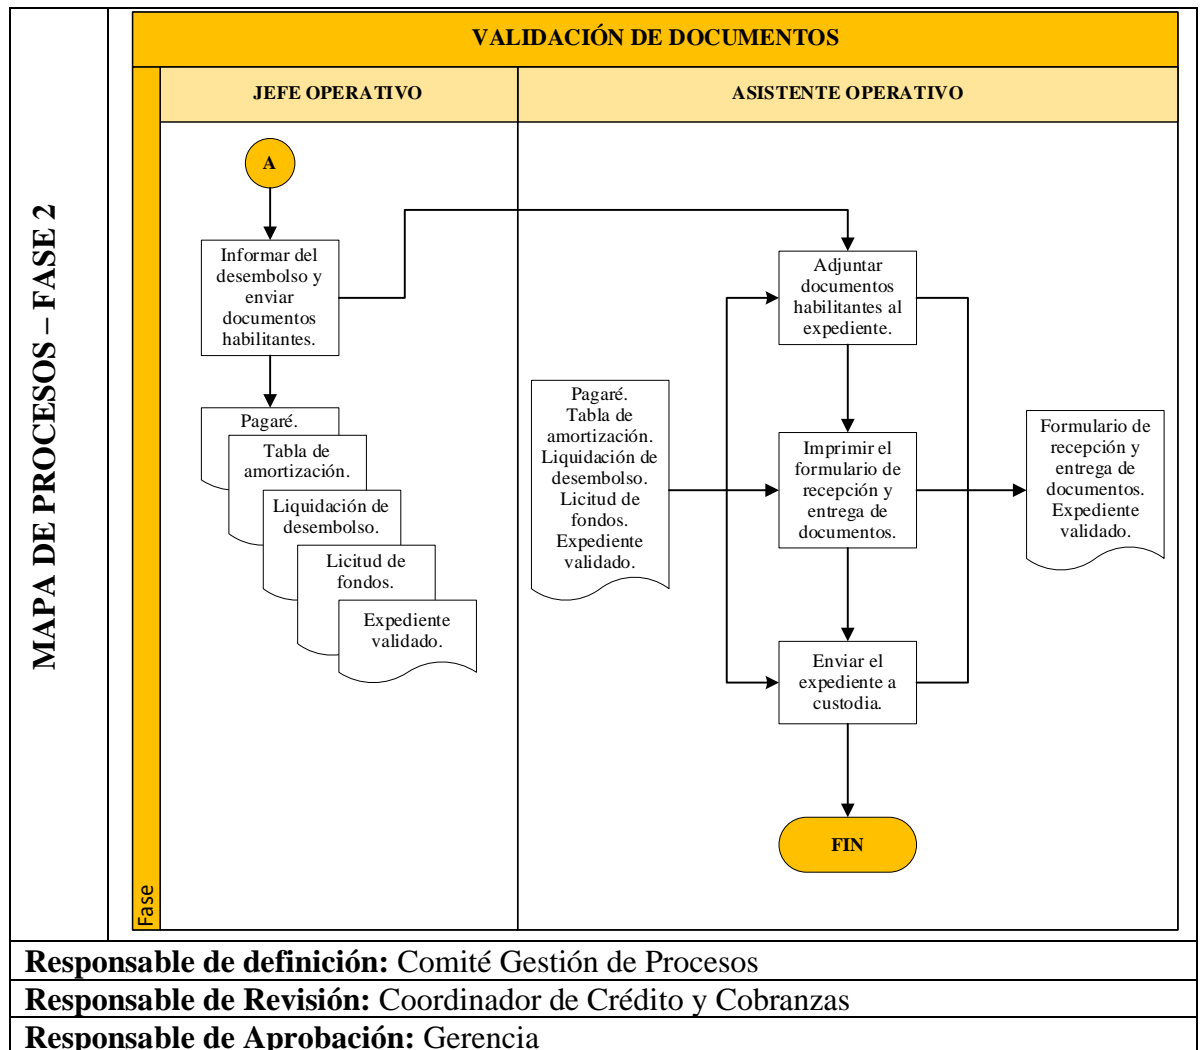 MAPA DE PROCESOS – FASE 2
VALIDACIÓN DE DOCUMENTOS
Fase
JEFE OPERATIVO
ASISTENTE OPERATIVO
A
Informar del
desembolso y
enviar
documentos
habilitantes.
Pagaré.
Tabla de
amortización.
Liquidación de
desembolso.
Licitud de
fondos.
Expediente
validado.
Adjuntar
documentos
habilitantes al
expediente.
Pagaré.
Tabla de
amortización.
Liquidación de
desembolso.
Licitud de
fondos.
Expediente
validado.
Imprimir el
formulario de
recepción y
entrega de
documentos.
Formulario de
recepción y
entrega de
documentos.
Expediente
validado.
Enviar el
expediente a
custodia.
FIN
Responsable de definición: Comité Gestión de Procesos
Responsable de Revisión: Coordinador de Crédito y Cobranzas
Responsable de Aprobación: Gerencia